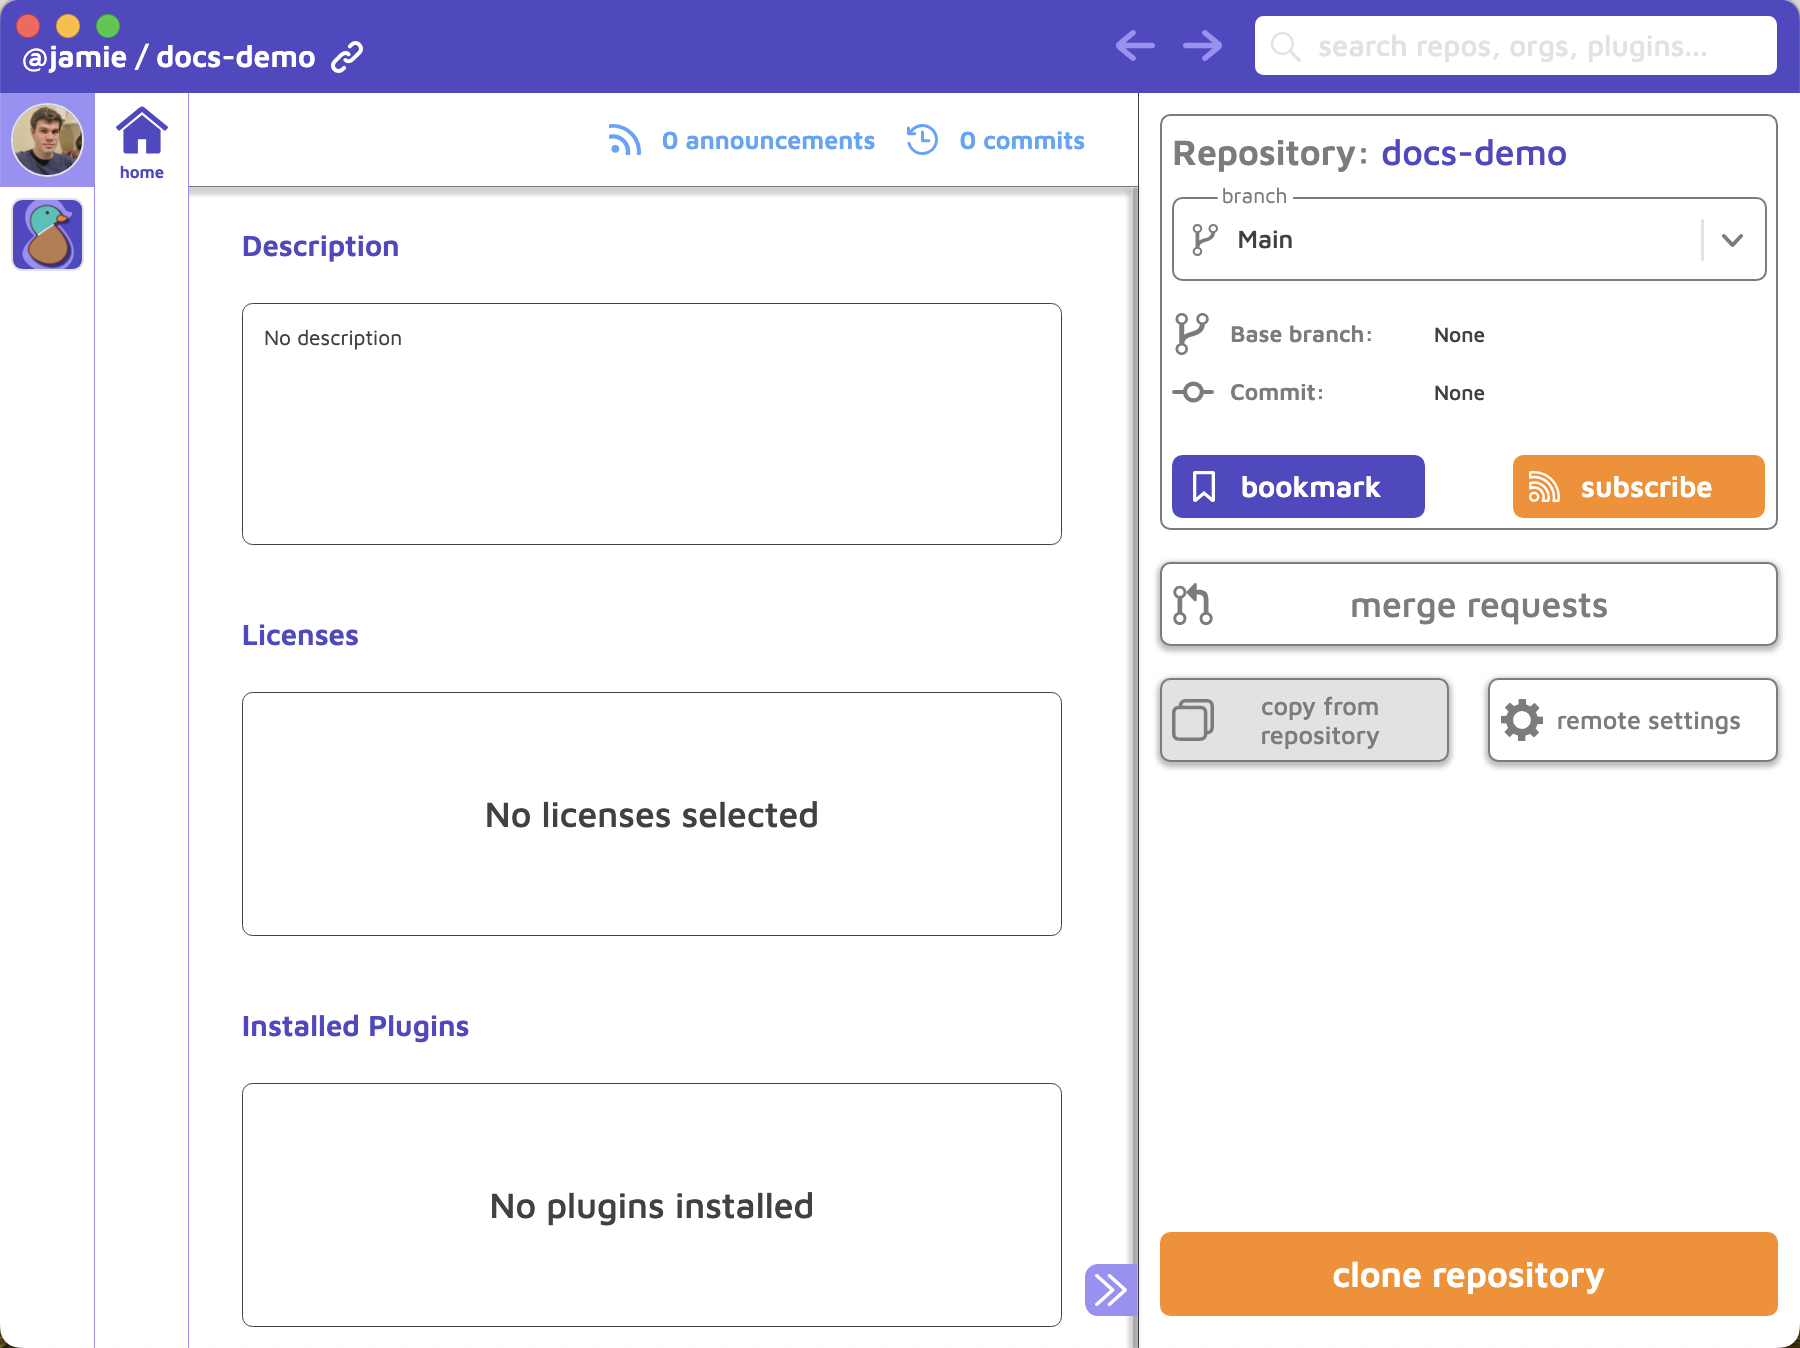 @jamie / docs-demo
search repos, orgs, plugins...
home
0 announcements
0 commits
Description
No description
Licenses
No licenses selected
Installed Plugins
No plugins installed
Repository: docs-demo
branch
Main
Base branch: None
Commit: None
bookmark
subscribe
merge requests
copy from
repository
remote settings
clone repository